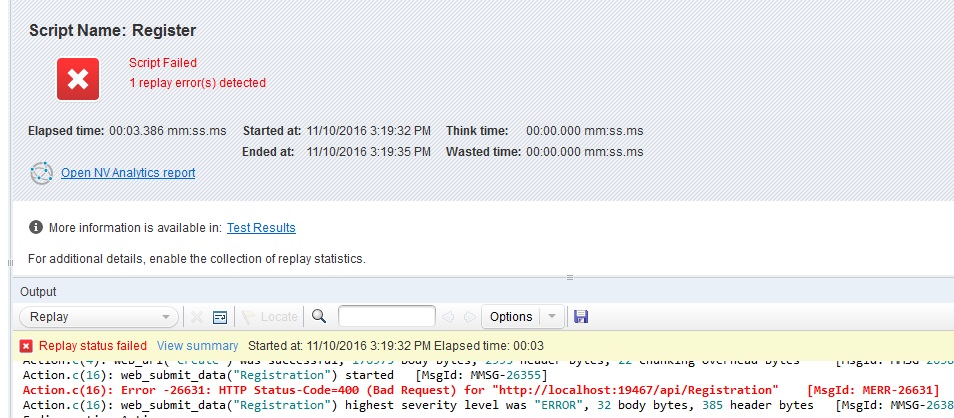 Script Name: Register
Script Failed
1 replay error(s) detected
Elapsed time: 00:03.386 mm:ss.ms Started at: 11/10/2016 3:19:32 PM Think time: 00:00.000 mm:ss.ms
Ended at: 11/10/2016 3:19:35 PM Wasted time: 00:00.000 mm:ss.ms
Open NV Analytics report
More information is available in: Test Results
For additional details, enable the collection of replay statistics.
Output
Replay Locate Options
Replay status failed View summary Started at: 11/10/2016 3:19:32 PM Elapsed time: 00:03
Action.c(4): web_url("Create") was successful, 170575 body bytes, 2995 header bytes, 22 chunking overhead bytes
Action.c(16): web_submit_data("Registration") started [MsgId: MMSG-26355]
Action.c(16): Error -26631: HTTP Status-Code=400 (Bad Request) for "http://localhost:19467/api/Registration" [MsgId: MERR-26631]
Action.c(16): web_submit_data("Registration") highest severity level was "ERROR", 32 body bytes, 385 header bytes [MsgId: MMSG-2638